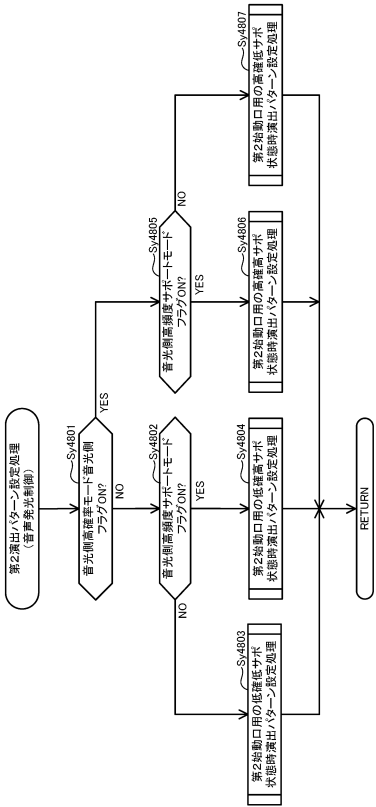 第2演出パターン設定処理
(音声発光制御)
Sy4801
音光側高確率モード音光側
フラグON?
YES
NO
Sy4802
音光側高頻度サポートモード
フラグON?
NO
YES
Sy4805
音光側高頻度サポートモード
フラグON?
NO
YES
Sy4803
第2始動口用の低確低サポ
状態時演出パターン設定処理
Sy4804
第2始動口用の低確高サポ
状態時演出パターン設定処理
Sy4806
第2始動口用の高確高サポ
状態時演出パターン設定処理
Sy4807
第2始動口用の高確低サポ
状態時演出パターン設定処理
RETURN